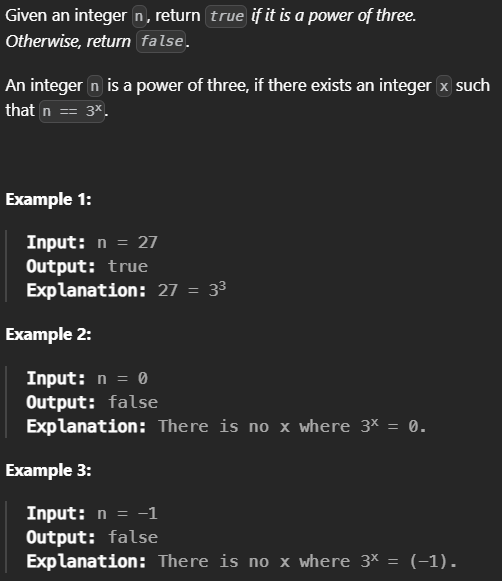 Given an integer n, return true if it is a power of three.
Otherwise, return false.
An integer n is a power of three, if there exists an integer x such
that n == 3ˣ.
Example 1:
Input: n = 27
Output: true
Explanation: 27 = 3³
Example 2:
Input: n = 0
Output: false
Explanation: There is no x where 3ˣ = 0.
Example 3:
Input: n = -1
Output: false
Explanation: There is no x where 3ˣ = (-1).